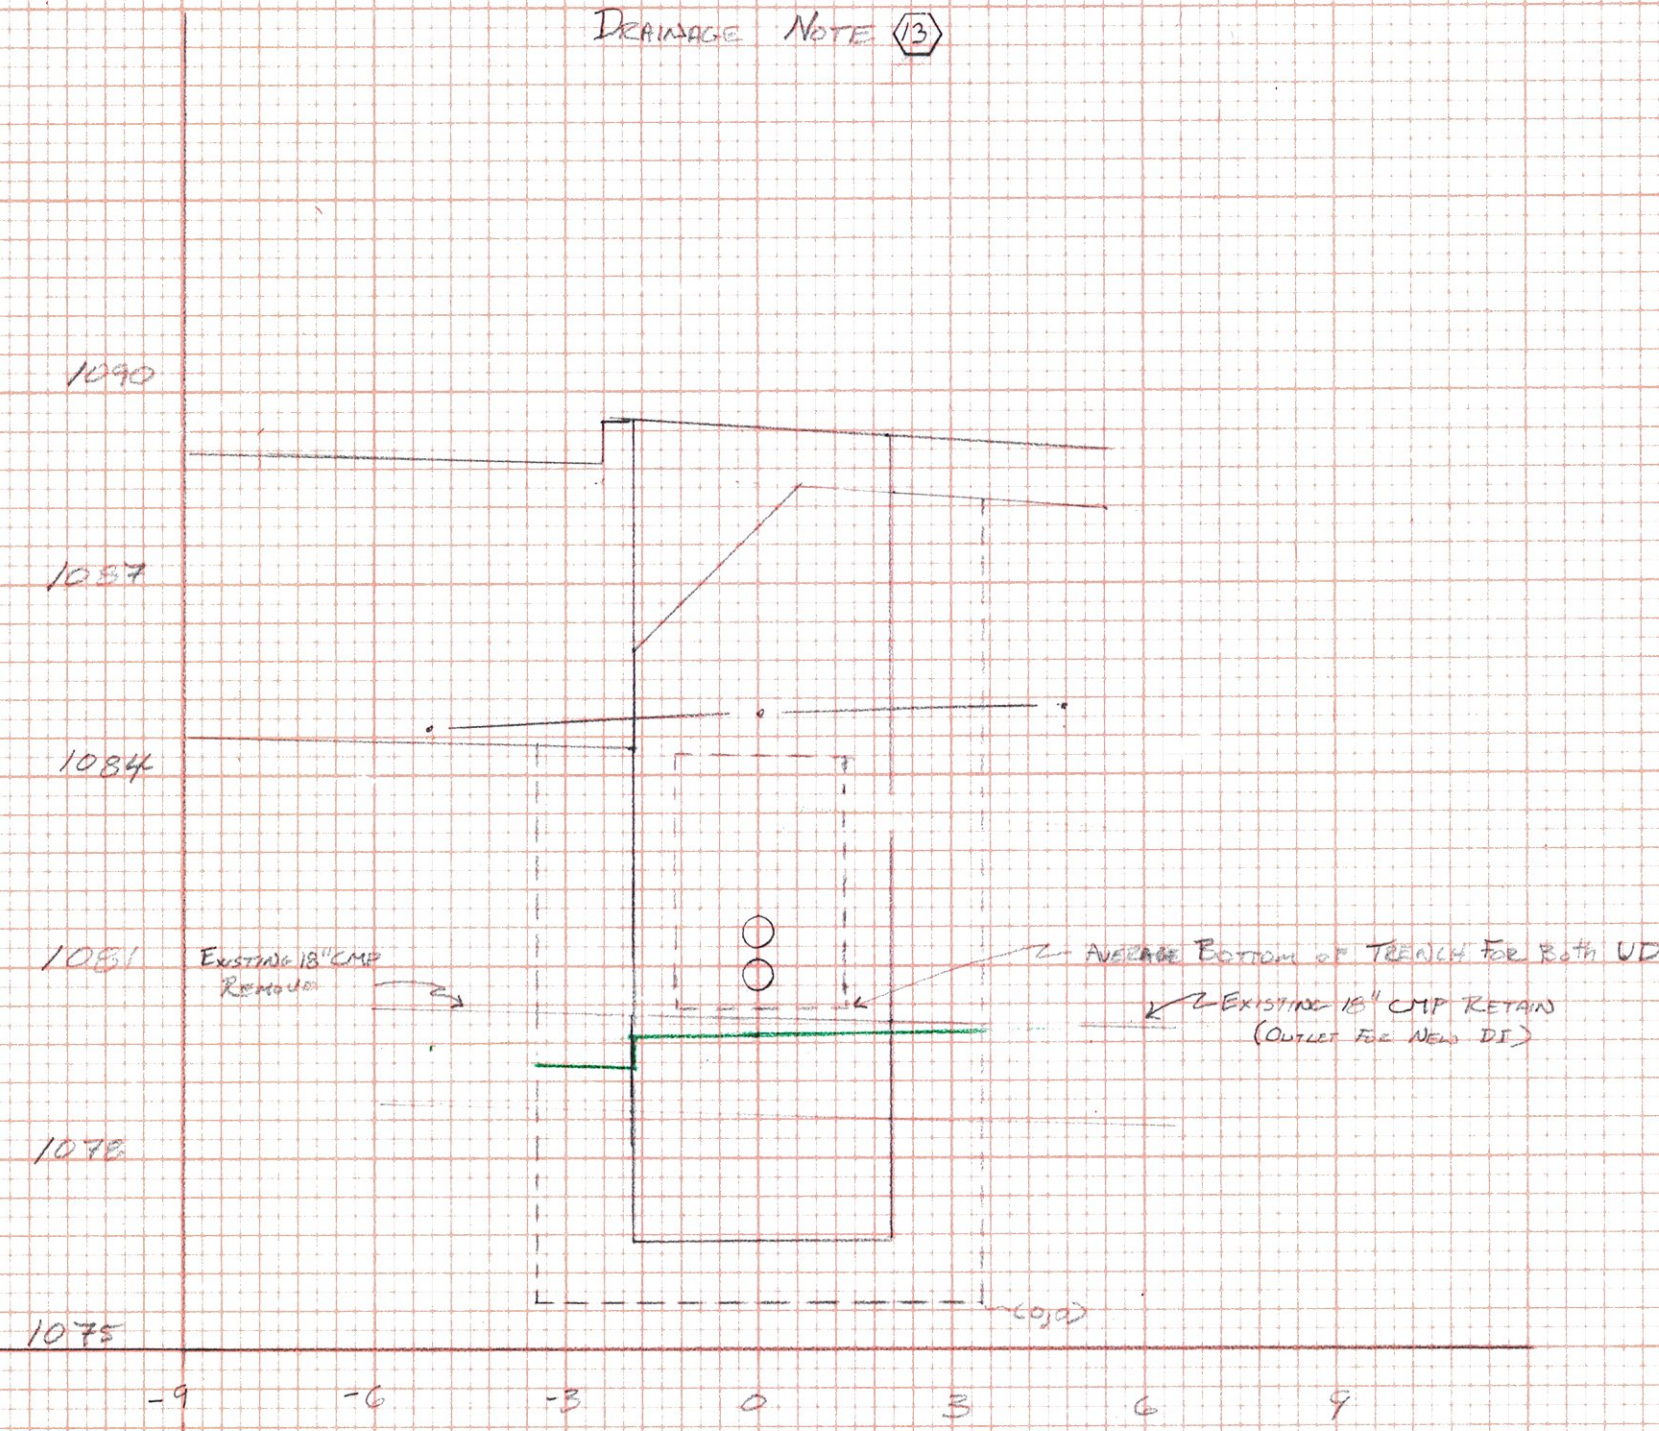 DRAINAGE NOTE 13
1090
1087
1084
1081
EXISTING 18" CMP
REMOVE
AVERAGE BOTTOM OF TRENCH FOR BOTH UD
EXISTING 18" CMP RETAIN
(OUTLET FOR NEW DI)
1078
(0,0)
1075
-9 -6 -3 0 3 6 9